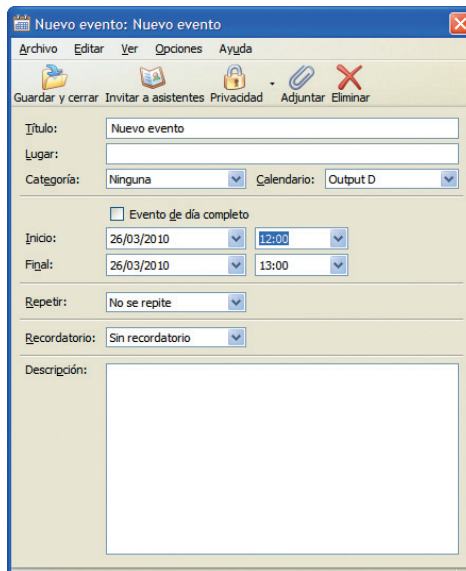 Nuevo evento: Nuevo evento
Archivo Editar Ver Opciones Ayuda
Guardar y cerrar Invitar a asistentes Privacidad Adjuntar Eliminar
Título: Nuevo evento
Lugar:
Categoría: Ninguna Calendario: Output D
Evento de día completo
Inicio: 26/03/2010 12:00
Final: 26/03/2010 13:00
Repetir: No se repite
Recordatorio: Sin recordatorio
Descripción: